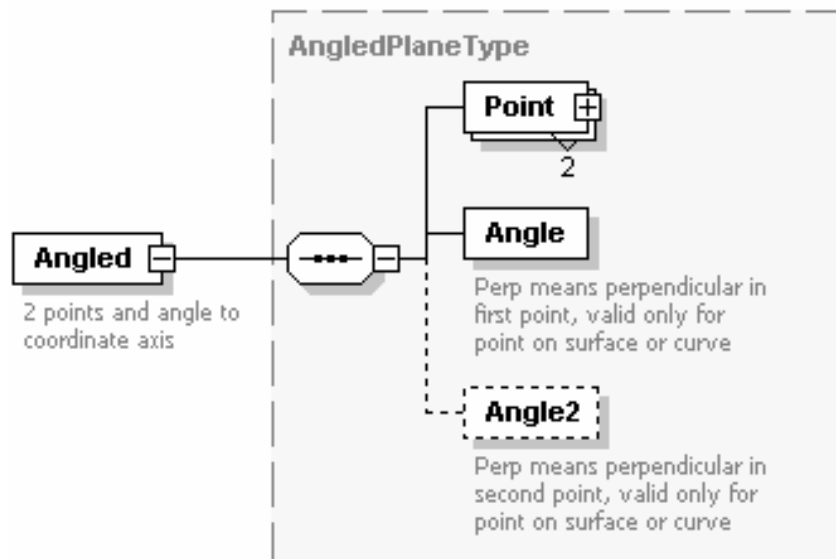 AngledPlaneType
Point
2
Angled
2 points and angle to
coordinate axis
Angle
Perp means perpendicular in
first point, valid only for
point on surface or curve
Angle2
Perp means perpendicular in
second point, valid only for
point on surface or curve